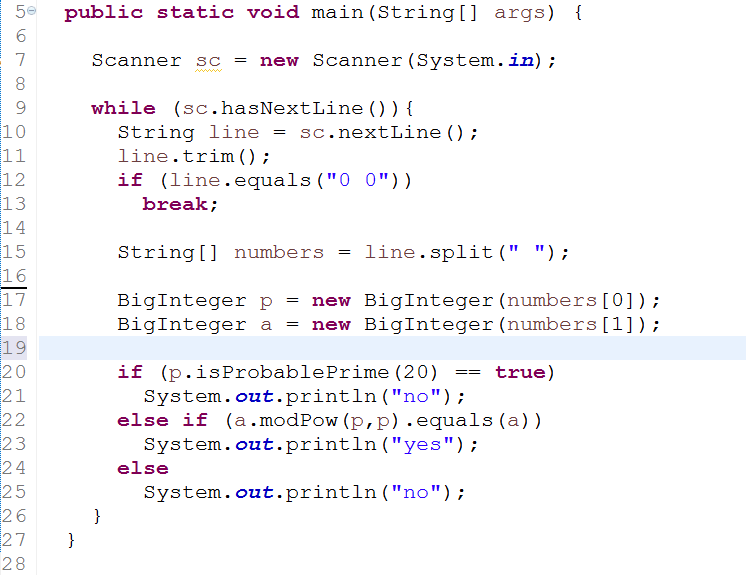 5 public static void main(String[] args) {
6
7 Scanner sc = new Scanner(System.in);
8
9 while (sc.hasNextLine()){
10 String line = sc.nextLine();
11 line.trim();
12 if (line.equals("0 0"))
13 break;
14
15 String[] numbers = line.split(" ");
16
17 BigInteger p = new BigInteger(numbers[0]);
18 BigInteger a = new BigInteger(numbers[1]);
19
20 if (p.isProbablePrime(20) == true)
21 System.out.println("no");
22 else if (a.modPow(p,p).equals(a))
23 System.out.println("yes");
24 else
25 System.out.println("no");
26 }
27 }
28